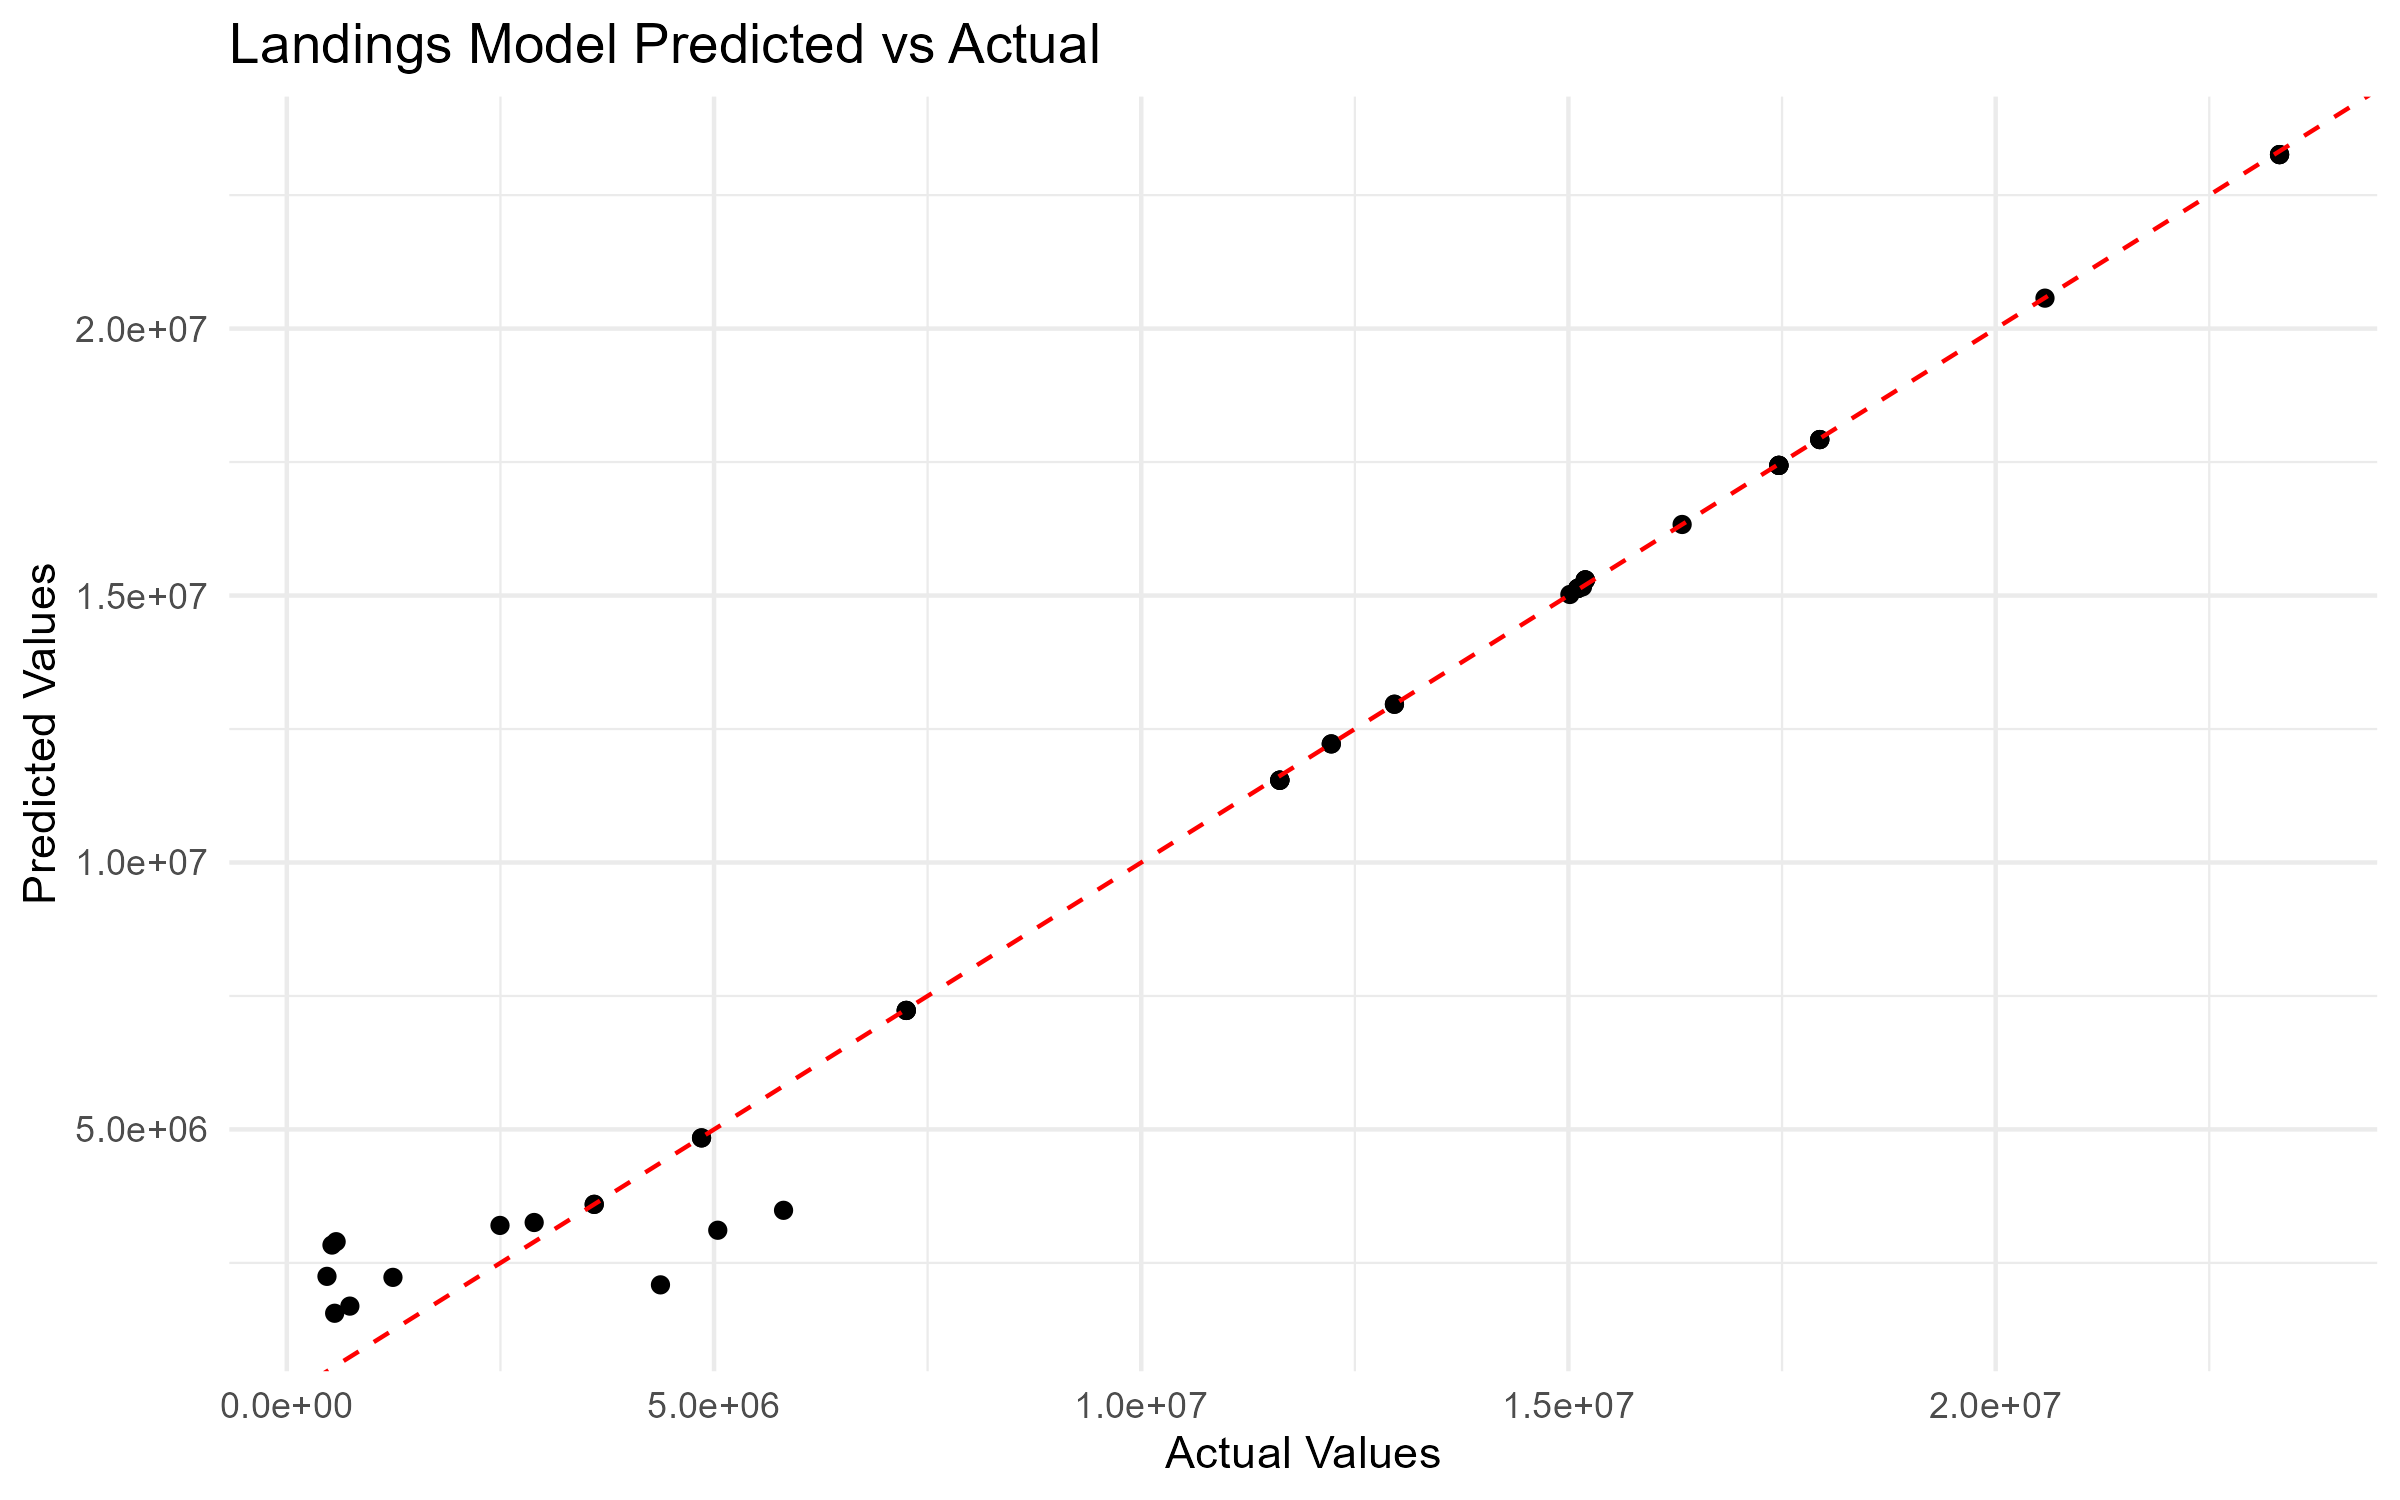 Landings Model Predicted vs Actual
Predicted Values
2.0e+07
1.5e+07
1.0e+07
5.0e+06
0.0e+00 5.0e+06 1.0e+07 1.5e+07 2.0e+07
Actual Values